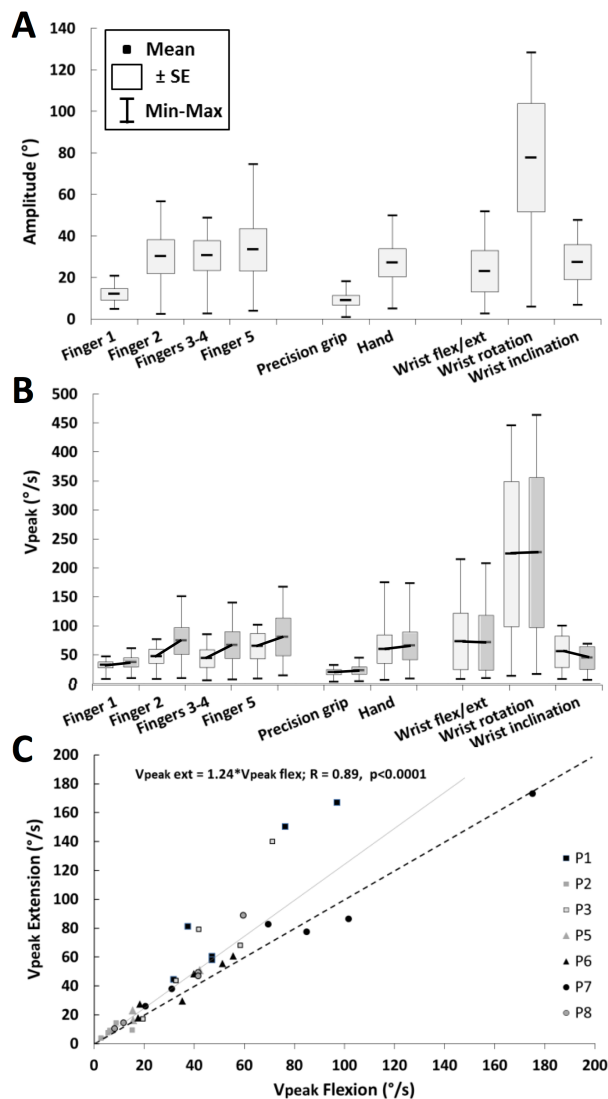 A
140
120
100
80
60
40
20
0
Amplitude (°)
Mean
± SE
Min-Max
Finger 1
Finger 2
Fingers 3-4
Finger 5
Precision grip
Hand
Wrist flex/ext
Wrist rotation
Wrist inclination
B
500
450
400
350
300
250
200
150
100
50
0
Vpeak (°/s)
Finger 1
Finger 2
Fingers 3-4
Finger 5
Precision grip
Hand
Wrist flex/ext
Wrist rotation
Wrist inclination
C
200
180
160
140
120
100
80
60
40
20
0
Vpeak Extension (°/s)
Vpeak ext = 1.24*Vpeak flex; R = 0.89, p<0.0001
P1
P2
P3
P5
P6
P7
P8
0 20 40 60 80 100 120 140 160 180 200
Vpeak Flexion (°/s)